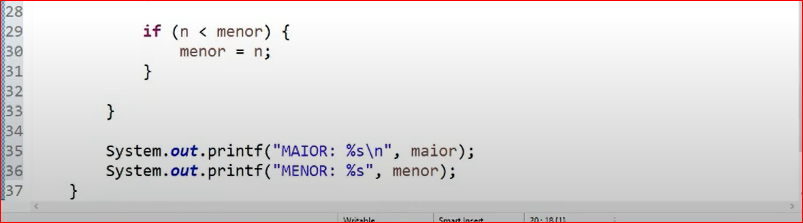 28
29 if (n < menor) {
30 menor = n;
31 }
32
33 }
34
35 System.out.printf("MAIOR: %s\n", maior);
36 System.out.printf("MENOR: %s", menor);
37 }
Writable Smart Insert